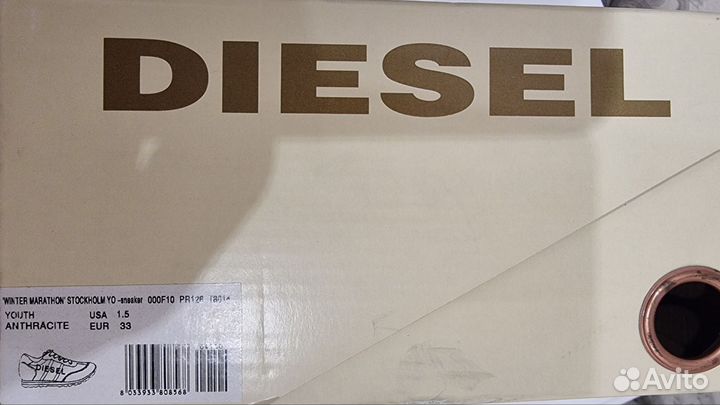 DIESEL
'WINTER MARATHON' STOCKHOLM YO -sneaker 000F10 PR126 T8014
YOUTH USA 1.5
ANTHRACITE EUR 33
DIESEL
8 033933 808568
Avito